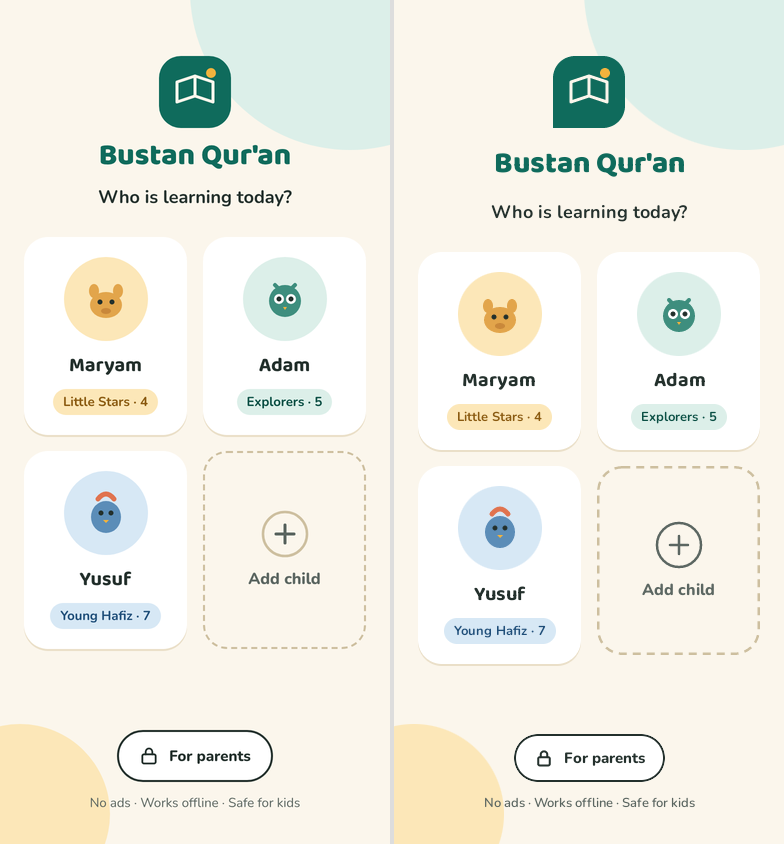 Bustan Qur'an
Who is learning today?
Maryam
Little Stars · 4
Adam
Explorers · 5
Yusuf
Young Hafiz · 7
Add child
For parents
No ads · Works offline · Safe for kids
Bustan Qur'an
Who is learning today?
Maryam
Little Stars · 4
Adam
Explorers · 5
Yusuf
Young Hafiz · 7
Add child
For parents
No ads · Works offline · Safe for kids